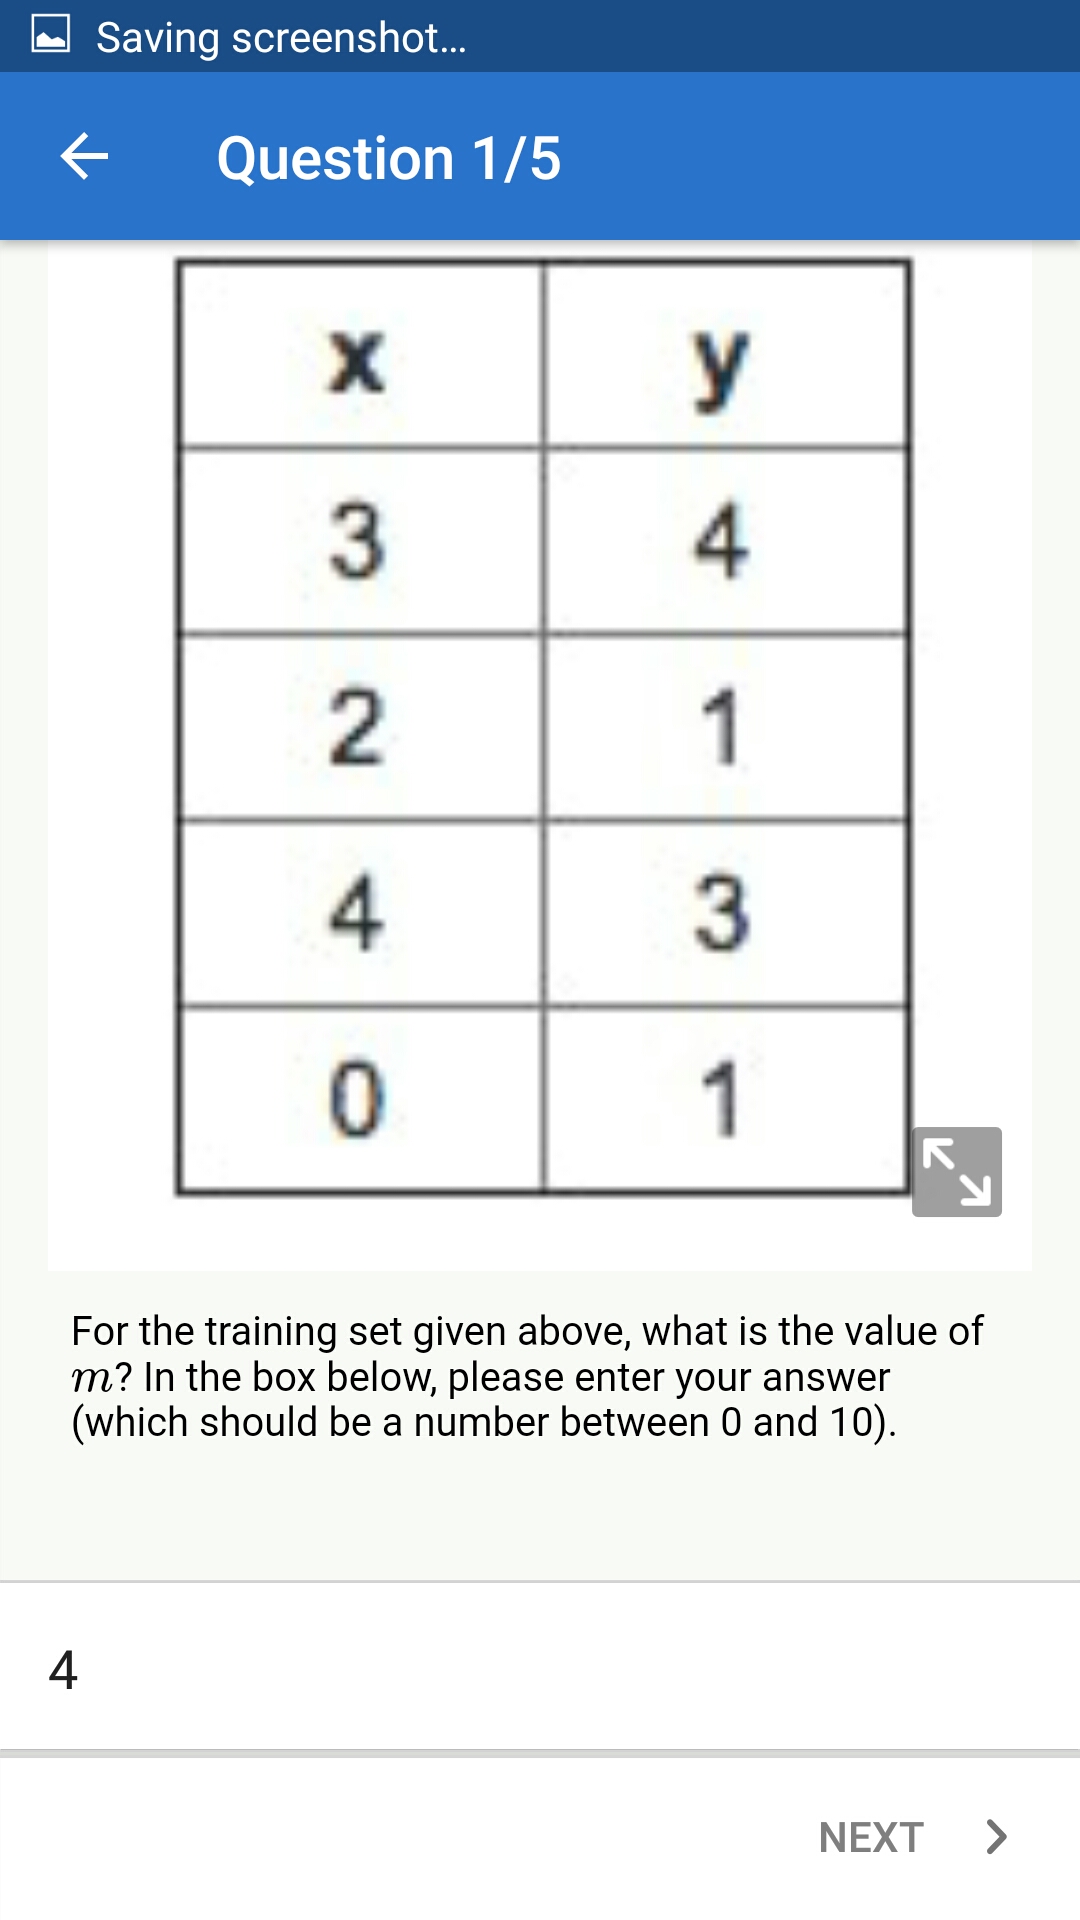 Saving screenshot...
Question 1/5
x y
3 4
2 1
4 3
0 1
For the training set given above, what is the value of
m? In the box below, please enter your answer
(which should be a number between 0 and 10).
4
NEXT